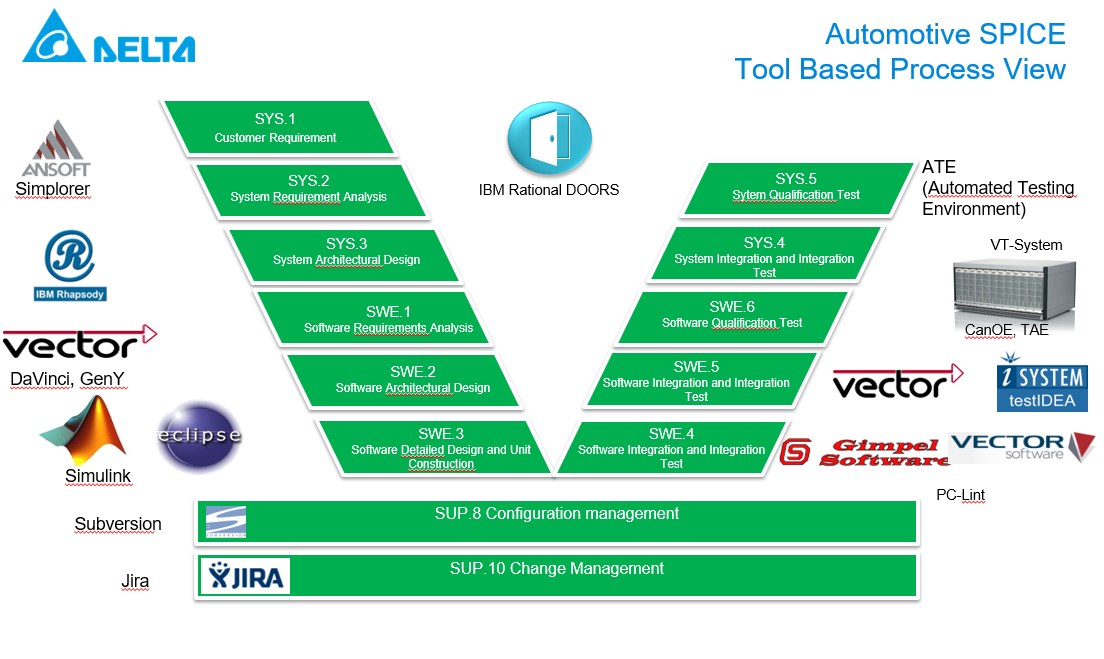 DELTA
Automotive SPICE
Tool Based Process View
SYS.1
Customer Requirement
SYS.2
System Requirement Analysis
SYS.3
System Architectural Design
SWE.1
Software Requirements Analysis
SWE.2
Software Architectural Design
SWE.3
Software Detailed Design and Unit
Construction
IBM Rational DOORS
SYS.5
Sytem Qualification Test
SYS.4
System Integration and Integration
Test
SWE.6
Software Qualification Test
SWE.5
Software Integration and Integration
Test
SWE.4
Software Integration and Integration
Test
ANSOFT
Simplorer
R
IBM Rhapsody
vector
DaVinci, GenY
eclipse
Simulink
ATE
(Automated Testing
Environment)
VT-System
CanOE, TAE
vector
i SYSTEM
testIDEA
G
Gimpel
Software
VECTOR
software
PC-Lint
Subversion
SUBVERSION
SUP.8 Configuration management
Jira
JIRA
SUP.10 Change Management